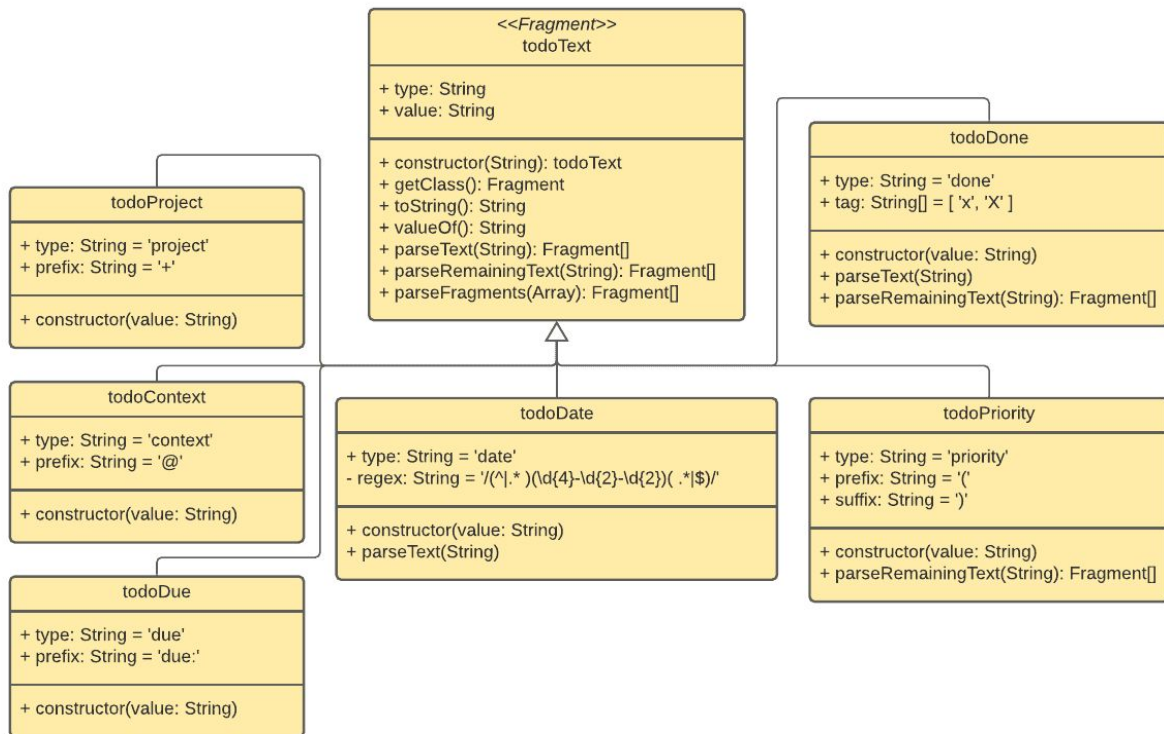 <<Fragment>>
todoText
+ type: String
+ value: String
+ constructor(String): todoText
+ getClass(): Fragment
+ toString(): String
+ valueOf(): String
+ parseText(String): Fragment[]
+ parseRemainingText(String): Fragment[]
+ parseFragments(Array): Fragment[]
todoProject
+ type: String = 'project'
+ prefix: String = '+'
+ constructor(value: String)
todoContext
+ type: String = 'context'
+ prefix: String = '@'
+ constructor(value: String)
todoDue
+ type: String = 'due'
+ prefix: String = 'due:'
+ constructor(value: String)
todoDate
+ type: String = 'date'
- regex: String = '/(^|.* )(\d{4}-\d{2}-\d{2})( .*|$)/'
+ constructor(value: String)
+ parseText(String)
todoDone
+ type: String = 'done'
+ tag: String[] = [ 'x', 'X' ]
+ constructor(value: String)
+ parseText(String)
+ parseRemainingText(String): Fragment[]
todoPriority
+ type: String = 'priority'
+ prefix: String = '('
+ suffix: String = ')'
+ constructor(value: String)
+ parseRemainingText(String): Fragment[]